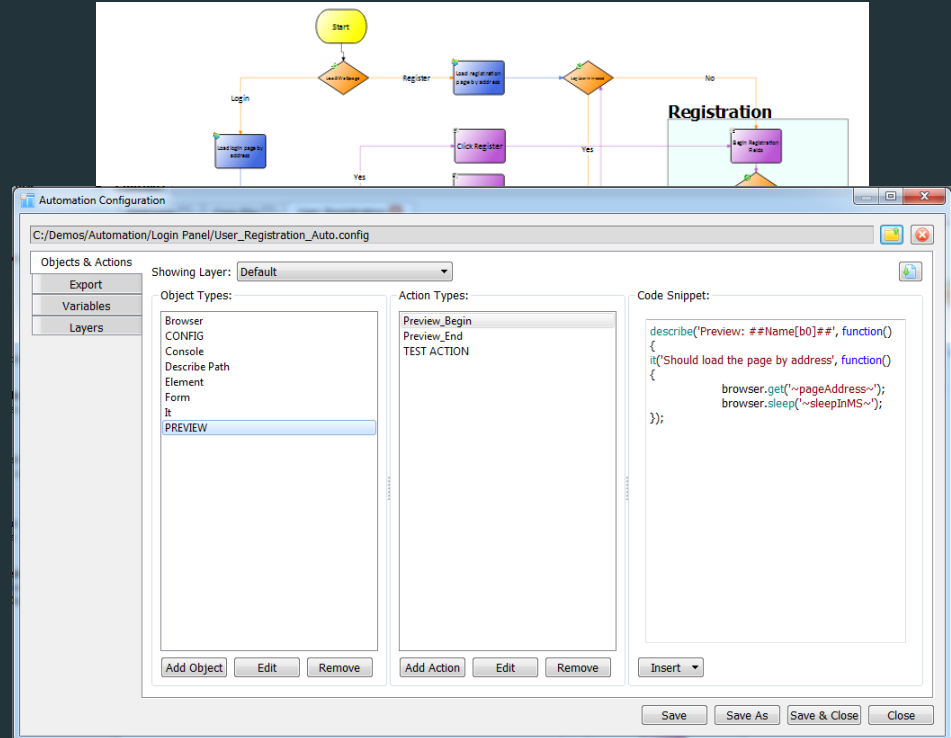 Start
Register
Load registration
page by address
No
Login
Registration
Load login page by
address
Click Register
Yes
Begin Registration
Fields
Yes
Automation Configuration
C:/Demos/Automation/Login Panel/User_Registration_Auto.config
Objects & Actions
Export
Variables
Layers
Showing Layer: Default
Object Types:
Browser
CONFIG
Console
Describe Path
Element
Form
It
PREVIEW
Add Object Edit Remove
Action Types:
Preview_Begin
Preview_End
TEST ACTION
Add Action Edit Remove
Code Snippet:
describe('Preview: ##Name[b0]##', function()
{
it('Should load the page by address', function()
{
browser.get('~pageAddress~');
browser.sleep('~sleepInMS~');
});
Insert
Save Save As Save & Close Close